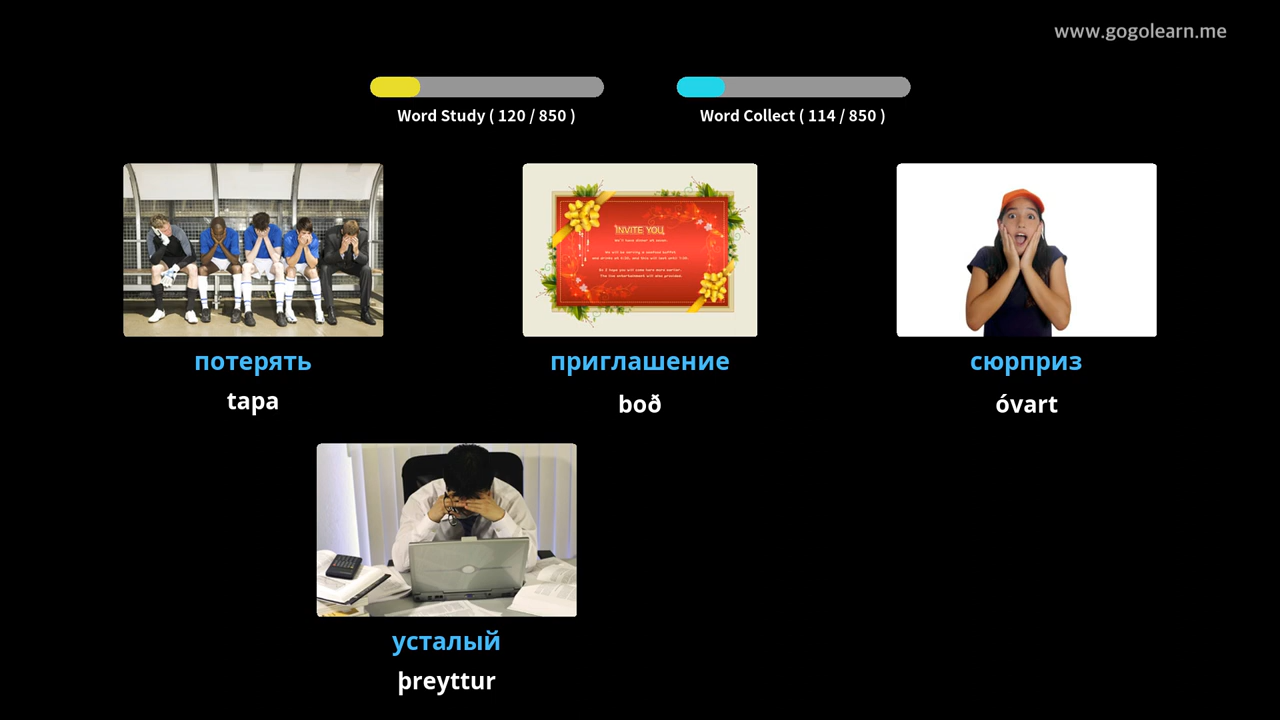 www.gogolearn.me
Word Study ( 120 / 850 )
Word Collect ( 114 / 850 )
INVITE YOU
потерять
приглашение
сюрприз
tapa
boð
óvart
усталый
þreyttur